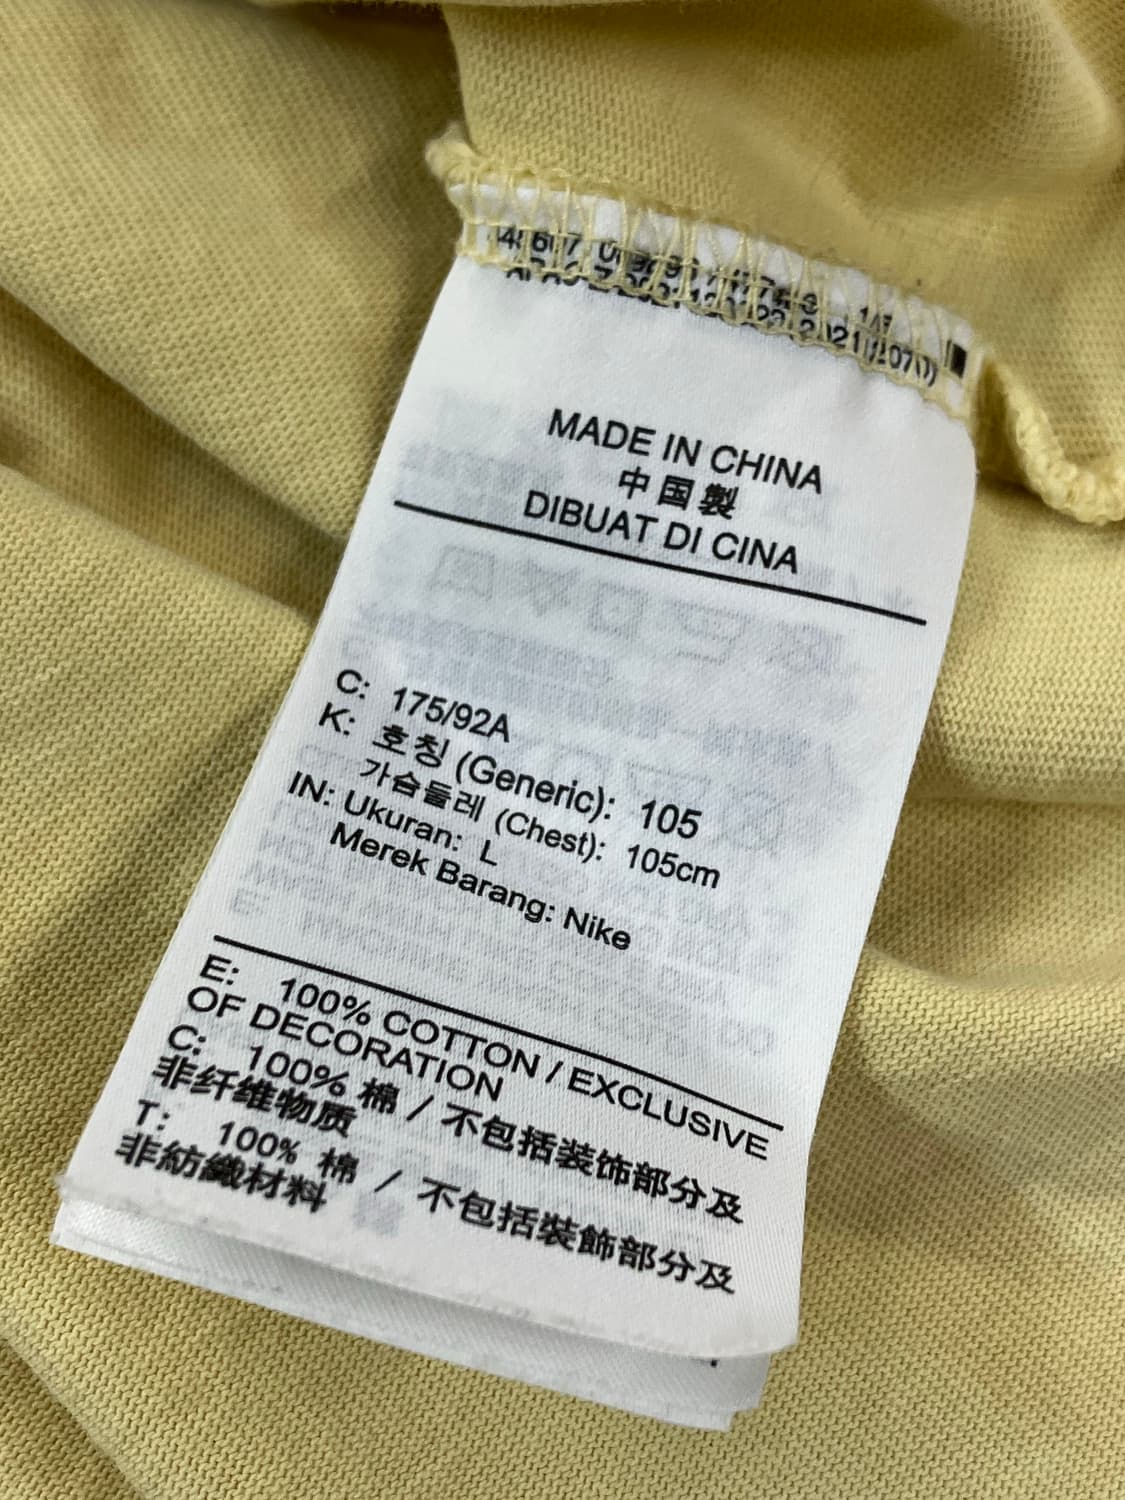 MADE IN CHINA
中国製
DIBUAT DI CINA
C: 175/92A
K: 호칭 (Generic): 105
가슴둘레 (Chest): 105cm
IN: Ukuran: L
Merek Barang: Nike
E: 100% COTTON / EXCLUSIVE
OF DECORATION
C: 100% 棉 / 不包括装饰部分及
非纤维物质
T: 100% 棉 / 不包括裝飾部分及
非紡織材料